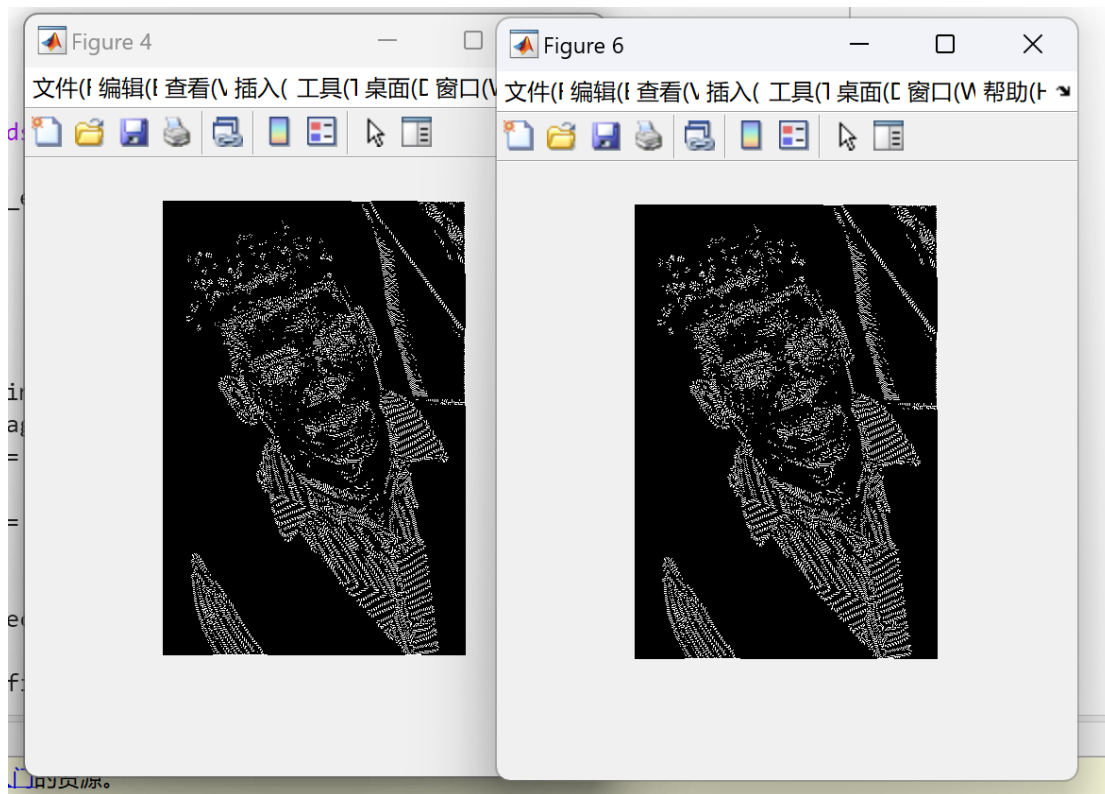 Figure 4
文件(F 编辑(E 查看(V 插入( 工具(T 桌面(D 窗口(W
Figure 6
文件(F 编辑(E 查看(V 插入( 工具(T 桌面(D 窗口(W 帮助(H
门的资源。